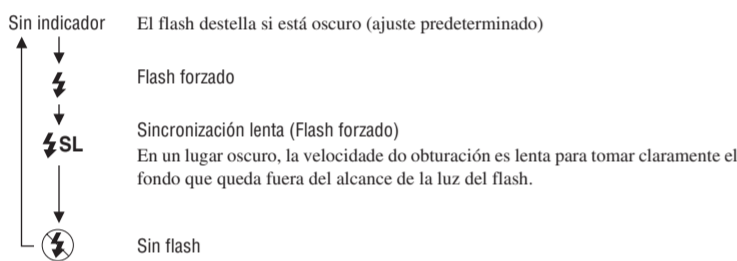 Sin indicador El flash destella si está oscuro (ajuste predeterminado)
Flash forzado
SL Sincronización lenta (Flash forzado)
En un lugar oscuro, la velocidade do obturación es lenta para tomar claramente el
fondo que queda fuera del alcance de la luz del flash.
Sin flash